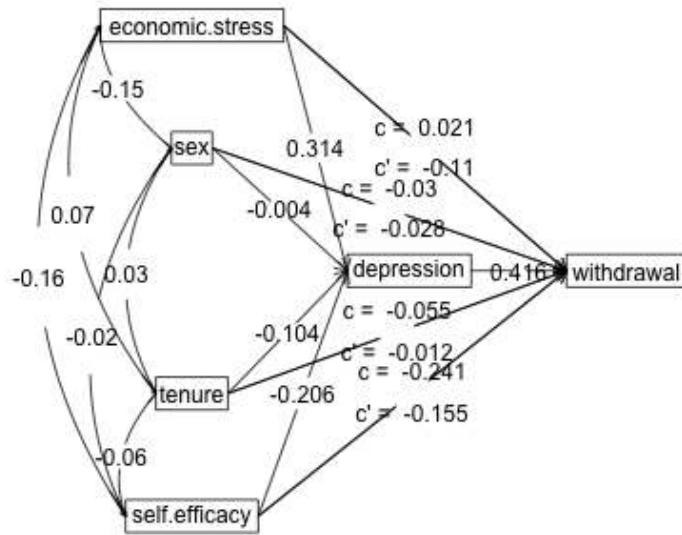 economic.stress
-0.15
c = 0.021
sex
0.314
c' = -0.11
c = -0.03
-0.004
0.07
c' = -0.028
-0.16
0.03
depression
0.416
withdrawal
c = -0.055
-0.02
-0.104
c' = -0.012
c = -0.241
tenure
-0.206
c' = -0.155
-0.06
self.efficacy